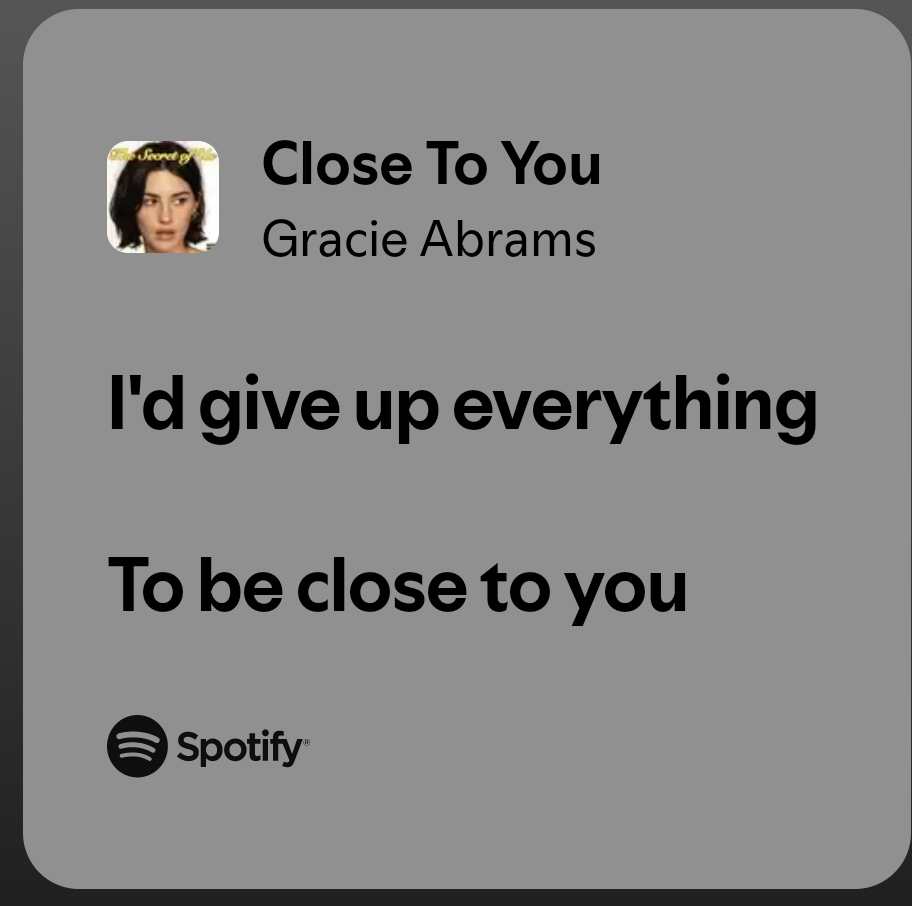 The Secret of Us
Close To You
Gracie Abrams
I'd give up everything
To be close to you
Spotify®